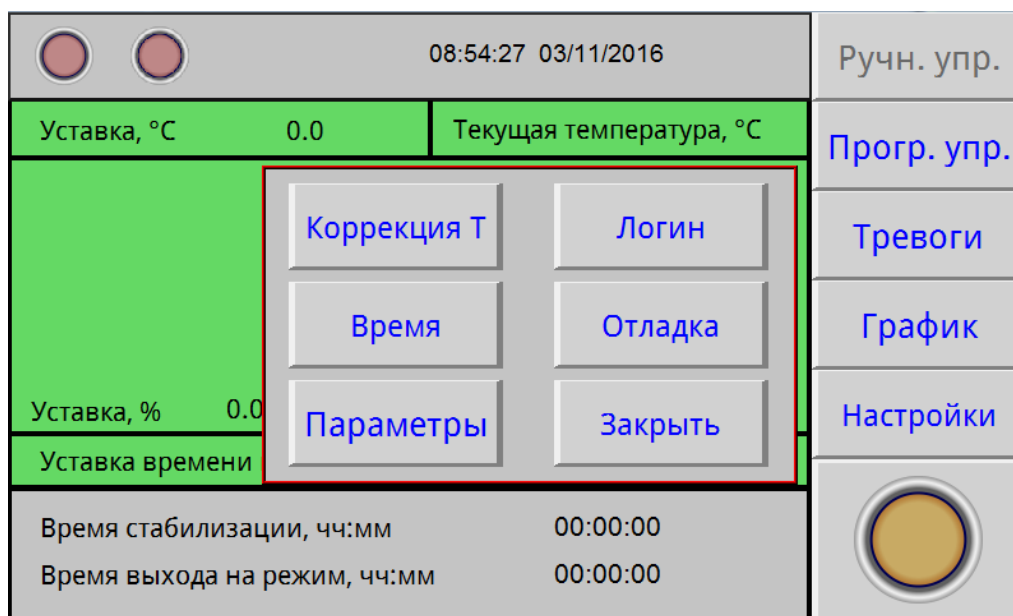 08:54:27 03/11/2016
Ручн. упр.
Уставка, °C 0.0 Текущая температура, °C
Прогр. упр.
Коррекция Т Логин
Тревоги
Время Отладка
График
Уставка, % 0.0
Параметры Закрыть
Настройки
Уставка времени
Время стабилизации, чч:мм 00:00:00
Время выхода на режим, чч:мм 00:00:00